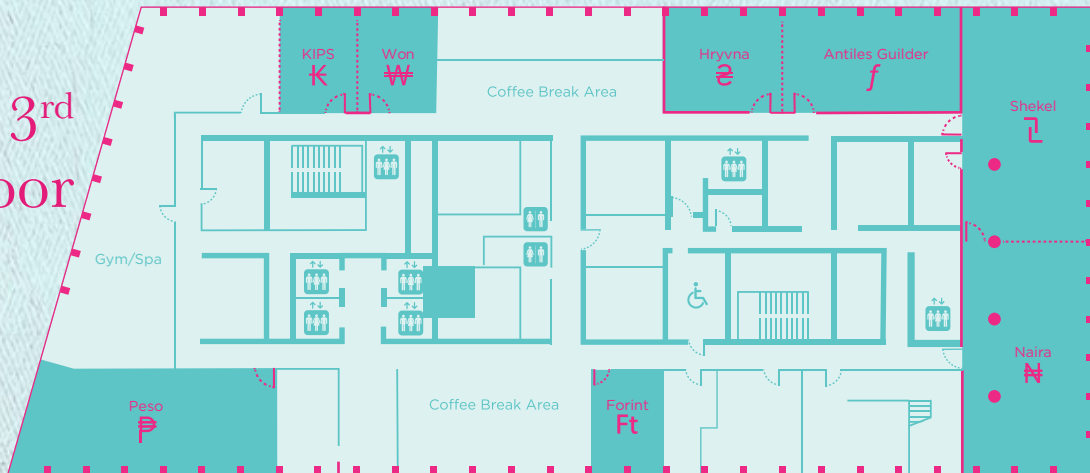 3rd
oor
KIPS
₭
Won
₩
Coffee Break Area
Hryvna
₴
Antiles Guilder
ƒ
Shekel
Gym/Spa
Naira
₦
Peso
₱
Coffee Break Area
Forint
Ft